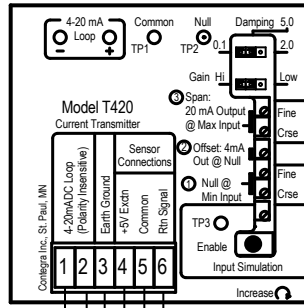 4-20 mA
Loop
−
+
Common
TP1
Null
TP2
Damping 5.0
0.1
2.0
Gain Hi
Low
3 Span:
20 mA Output
@ Max Input
Fine
Crse
2 Offset: 4mA
Out @ Null
1 Null @
Min Input
Fine
Crse
Model T420
Current Transmitter
Sensor
Connections
Contegra Inc., St. Paul, MN
4-20mADC Loop
(Polarity Insensitive)
Earth Ground
+5V Exctn
Common
Rtn Signal
1 2 3 4 5 6
TP3
Enable
Input Simulation
Increase